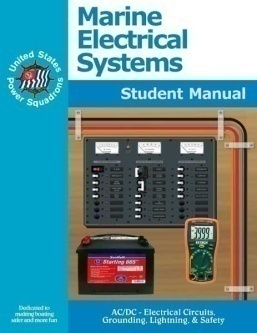 Marine
Electrical
Systems
United States
Power Squadrons
Student Manual
Starting 665
Dedicated to
making boating
safer and more fun
AC/DC - Electrical Circuits,
Grounding, Lightning, & Safety